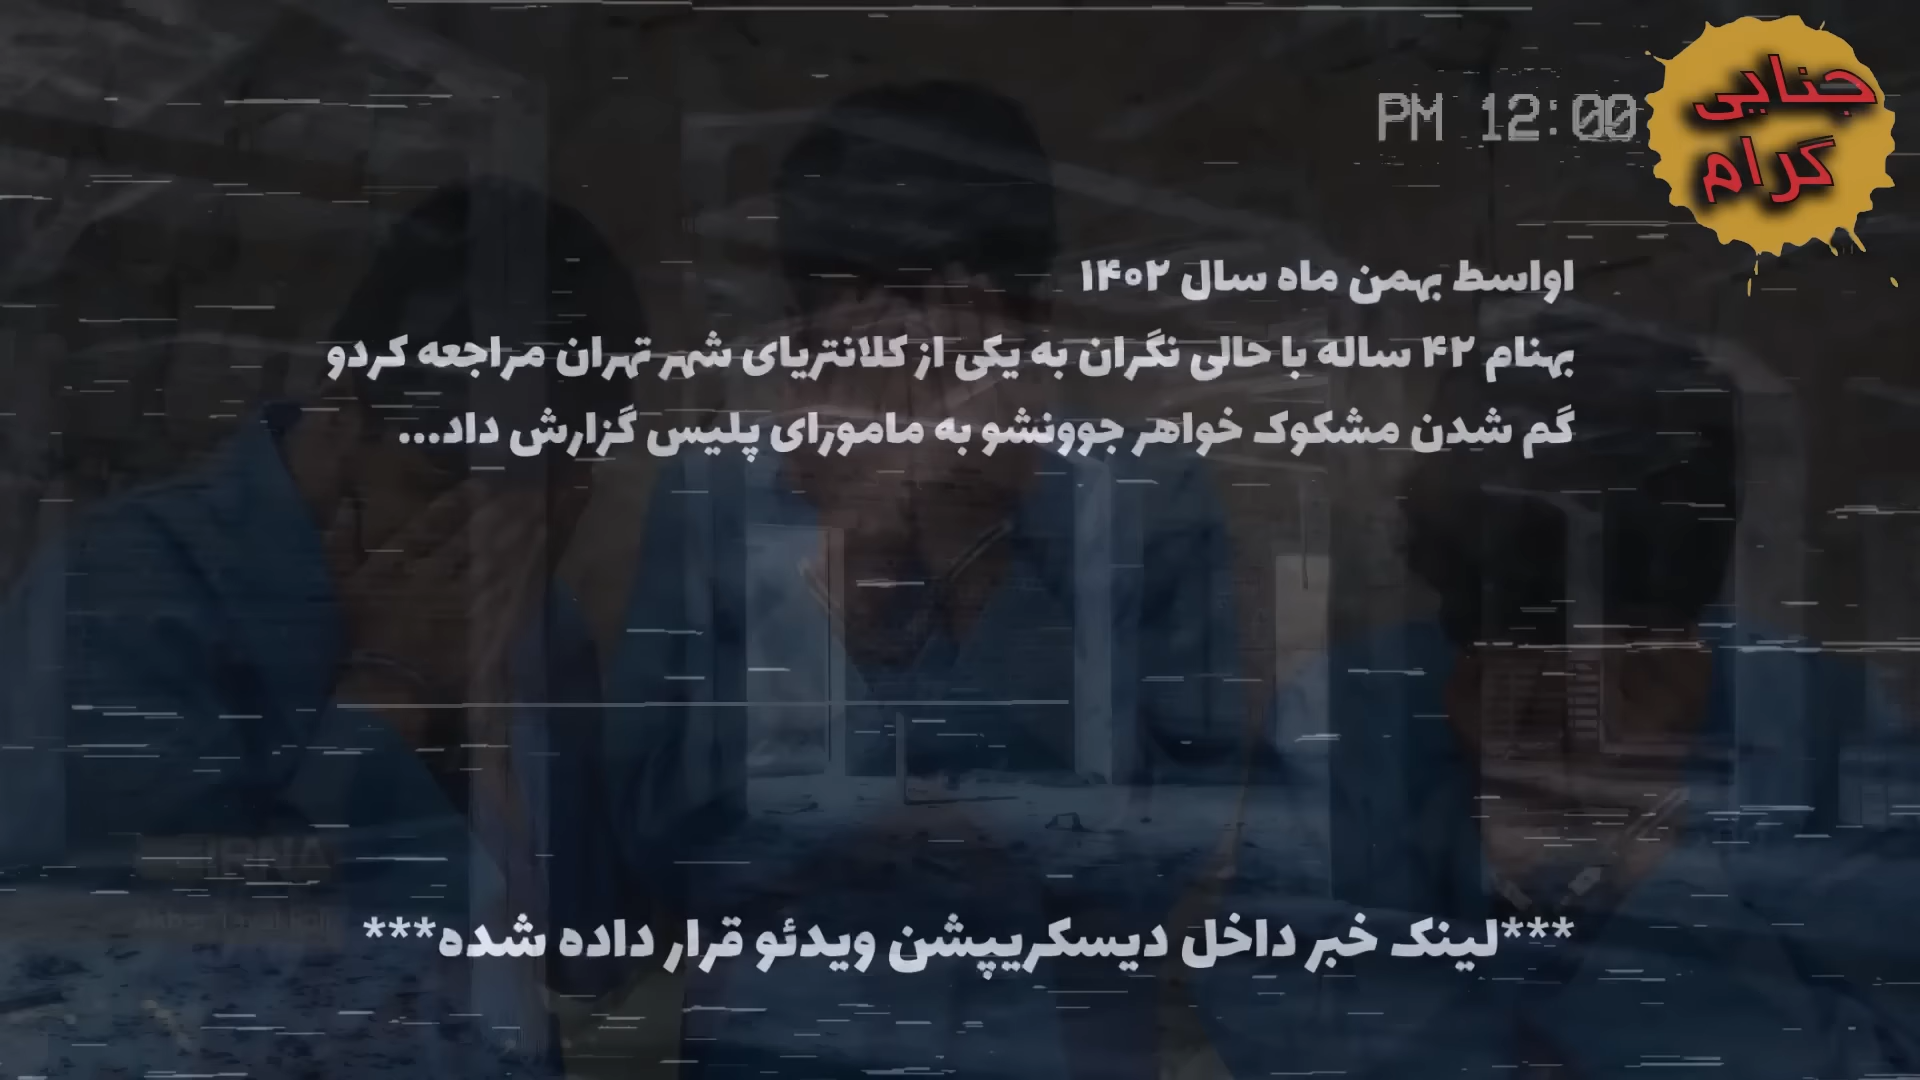 جنایی
گرام
PM 12:00
اواسط بهمن ماه سال ۱۴۰۲
بهنام ۴۲ ساله با حالی نگران به یکی از کلانتریای شهر تهران مراجعه کردو
گم شدن مشکوک خواهر جوونشو به مامورای پلیس گزارش داد...
IRNA
***لینک خبر داخل دیسکریپشن ویدئو قرار داده شده***